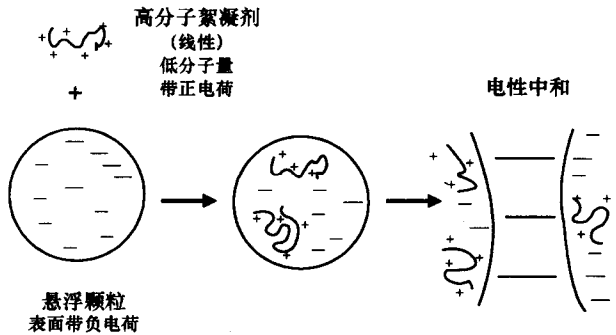 高分子絮凝剂
(线性)
低分子量
带正电荷
电性中和
悬浮颗粒
表面带负电荷